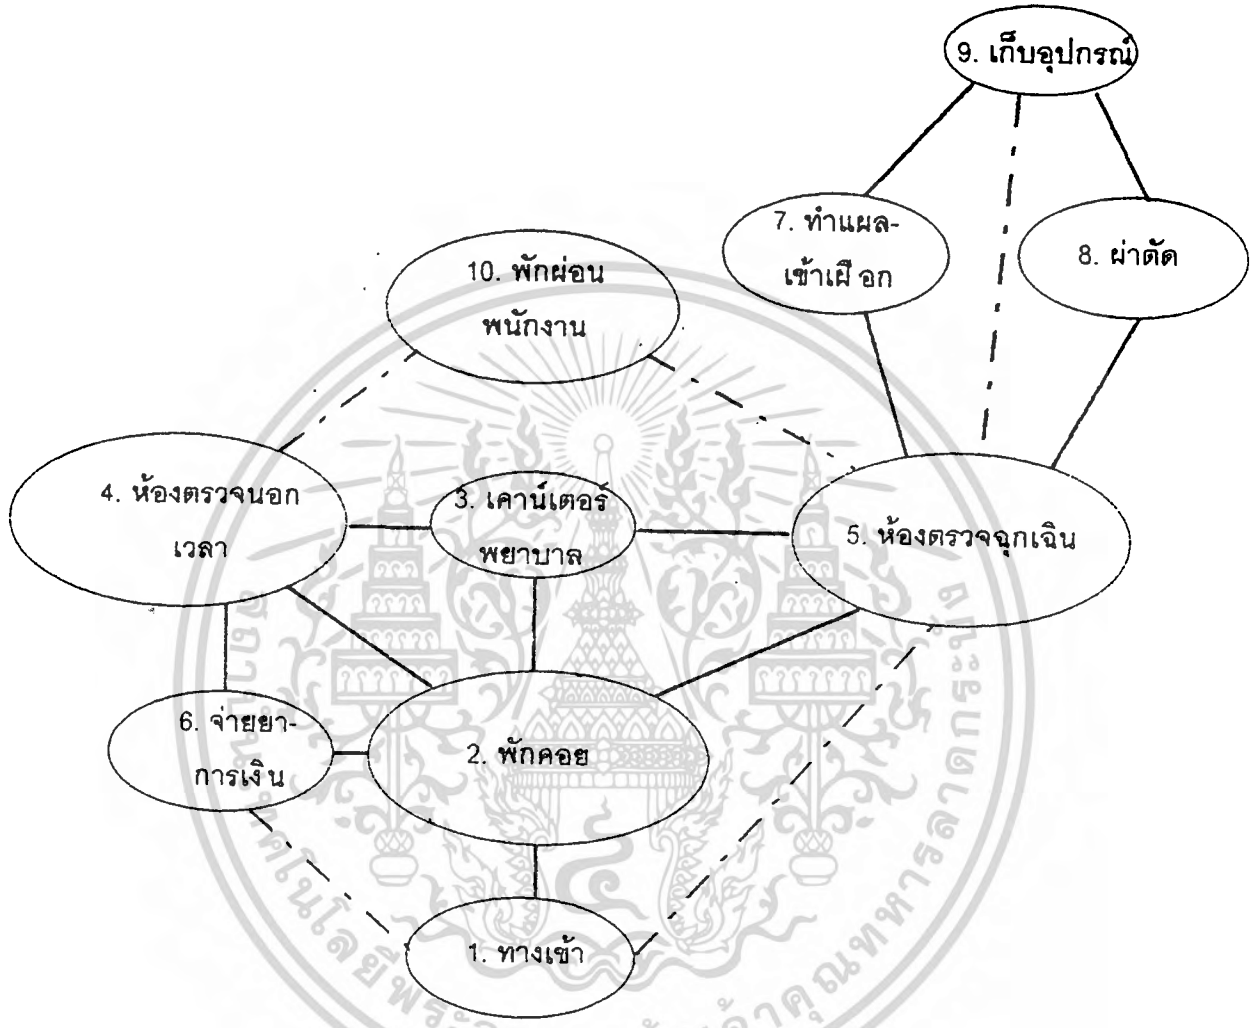 9. เก็บอุปกรณ์
7. ทำแผล-
เข้าเฝือก
8. ผ่าตัด
10. พักผ่อน
พนักงาน
4. ห้องตรวจนอก
เวลา
3. เคาน์เตอร์
พยาบาล
5. ห้องตรวจฉุกเฉิน
6. จ่ายยา-
การเงิน
2. พักคอย
1. ทางเข้า